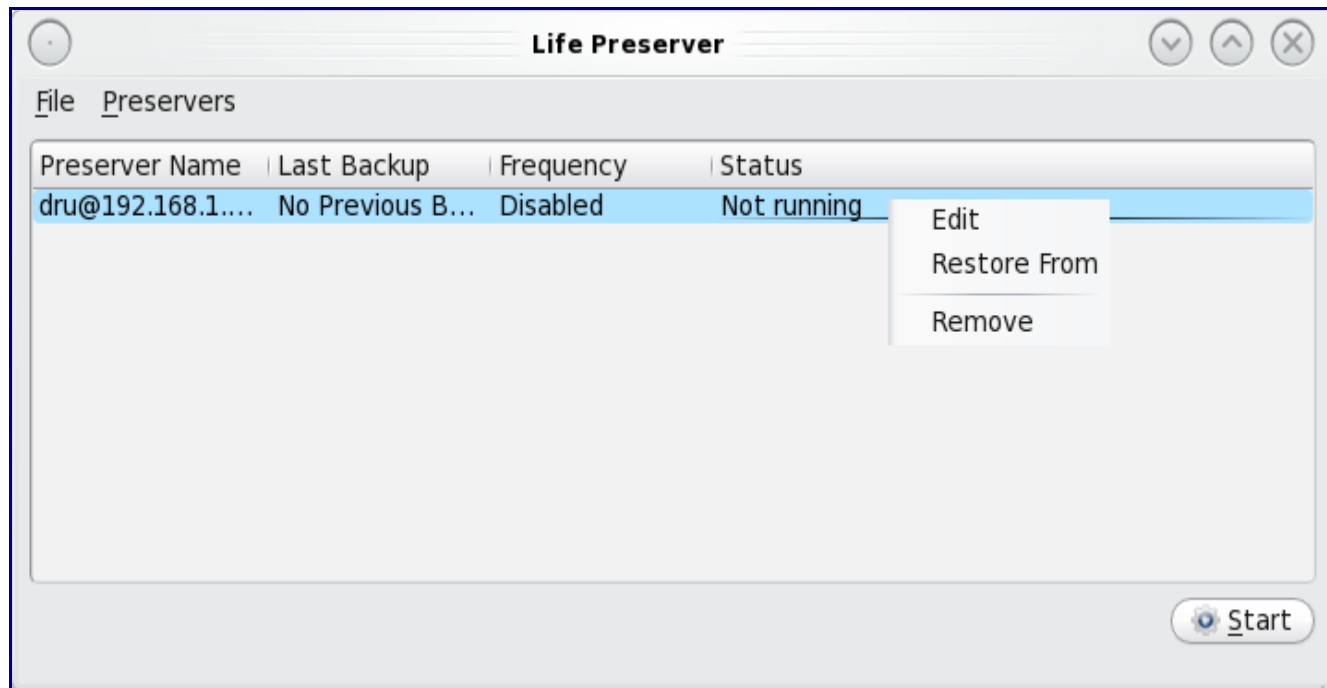 Life Preserver
File Preservers
Preserver Name Last Backup Frequency Status
dru@192.168.1.... No Previous B... Disabled Not running
Edit
Restore From
Remove
Start